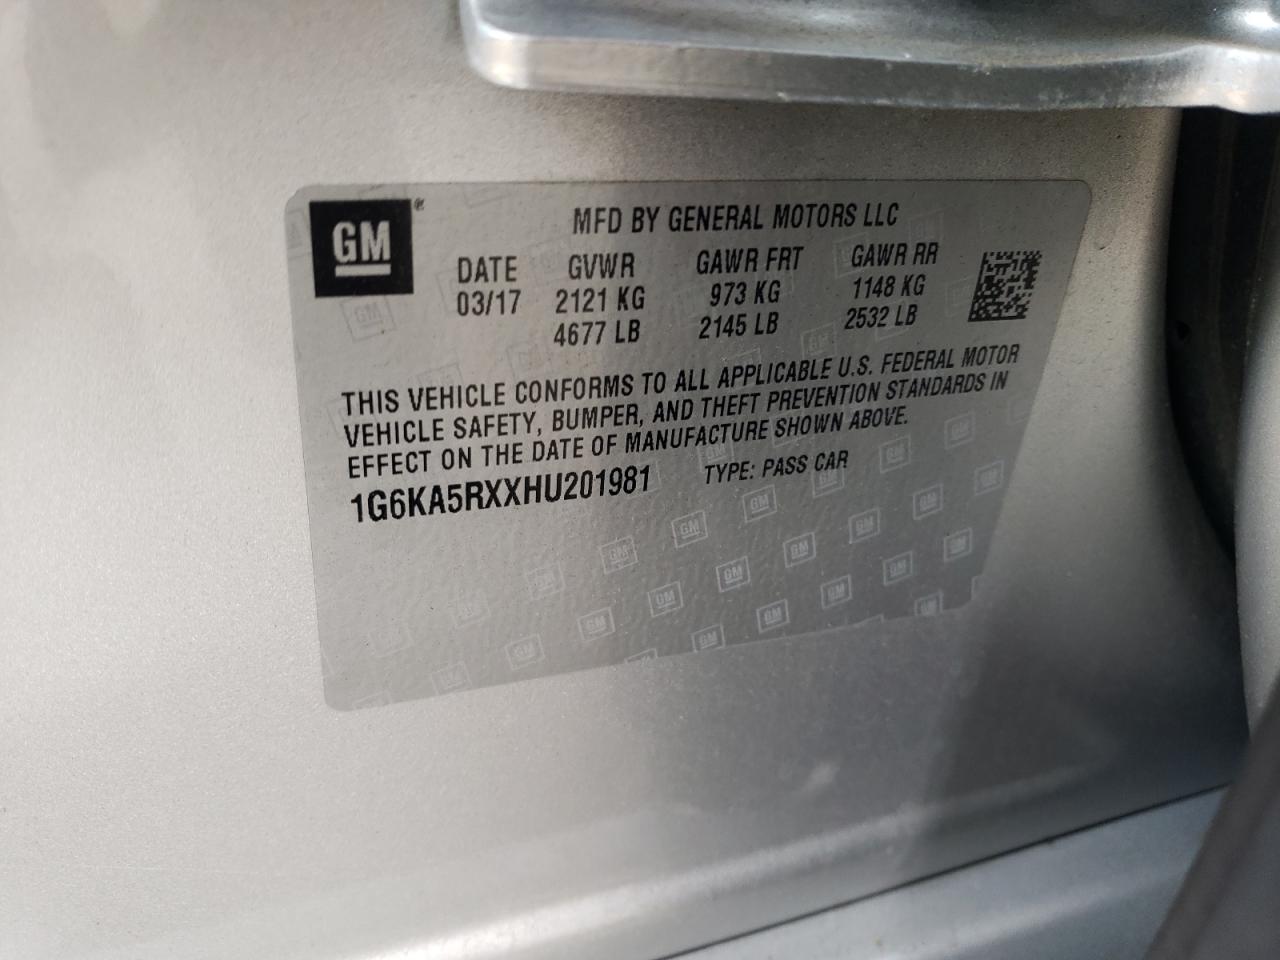 GM ®
MFD BY GENERAL MOTORS LLC
DATE GVWR GAWR FRT GAWR RR
03/17 2121 KG 973 KG 1148 KG
4677 LB 2145 LB 2532 LB
THIS VEHICLE CONFORMS TO ALL APPLICABLE U.S. FEDERAL MOTOR
VEHICLE SAFETY, BUMPER, AND THEFT PREVENTION STANDARDS IN
EFFECT ON THE DATE OF MANUFACTURE SHOWN ABOVE.
1G6KA5RXXHU201981 TYPE: PASS CAR